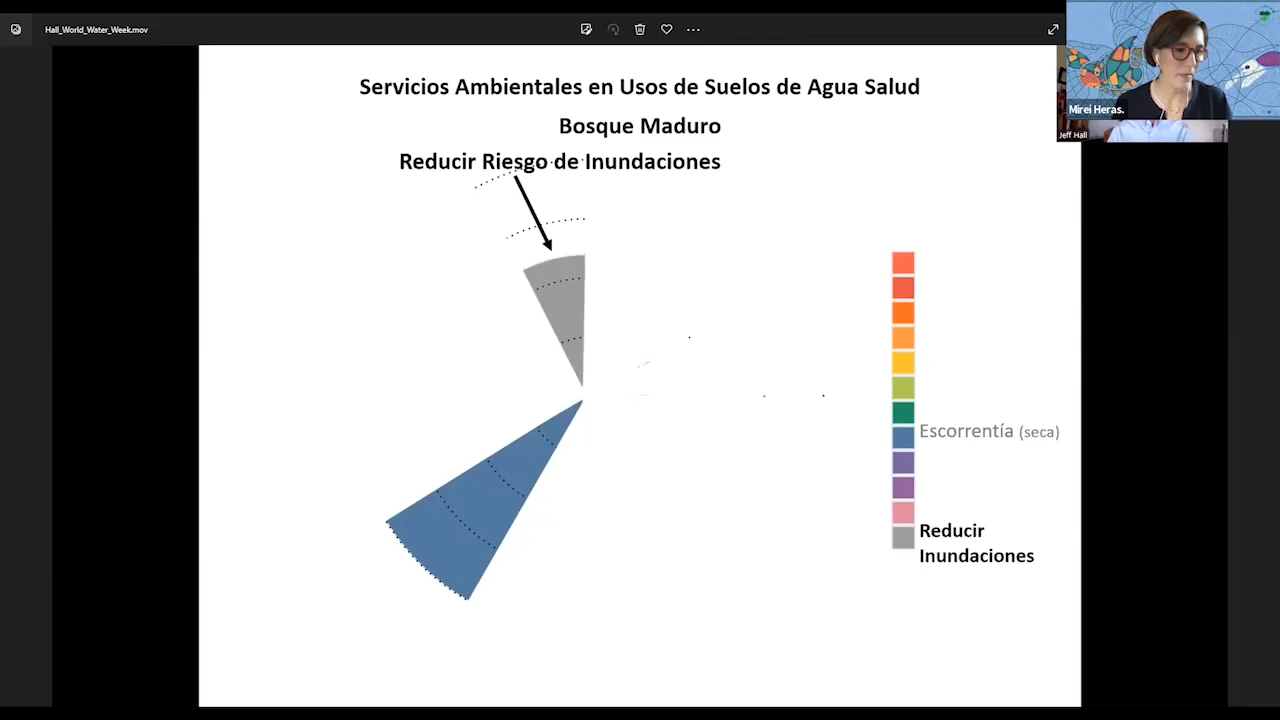 Hall_World_Water_Week.mov
Servicios Ambientales en Usos de Suelos de Agua Salud
Bosque Maduro
Reducir Riesgo de Inundaciones
Escorrentía (seca)
Reducir
Inundaciones
Mirei Heras.
Jeff Hall